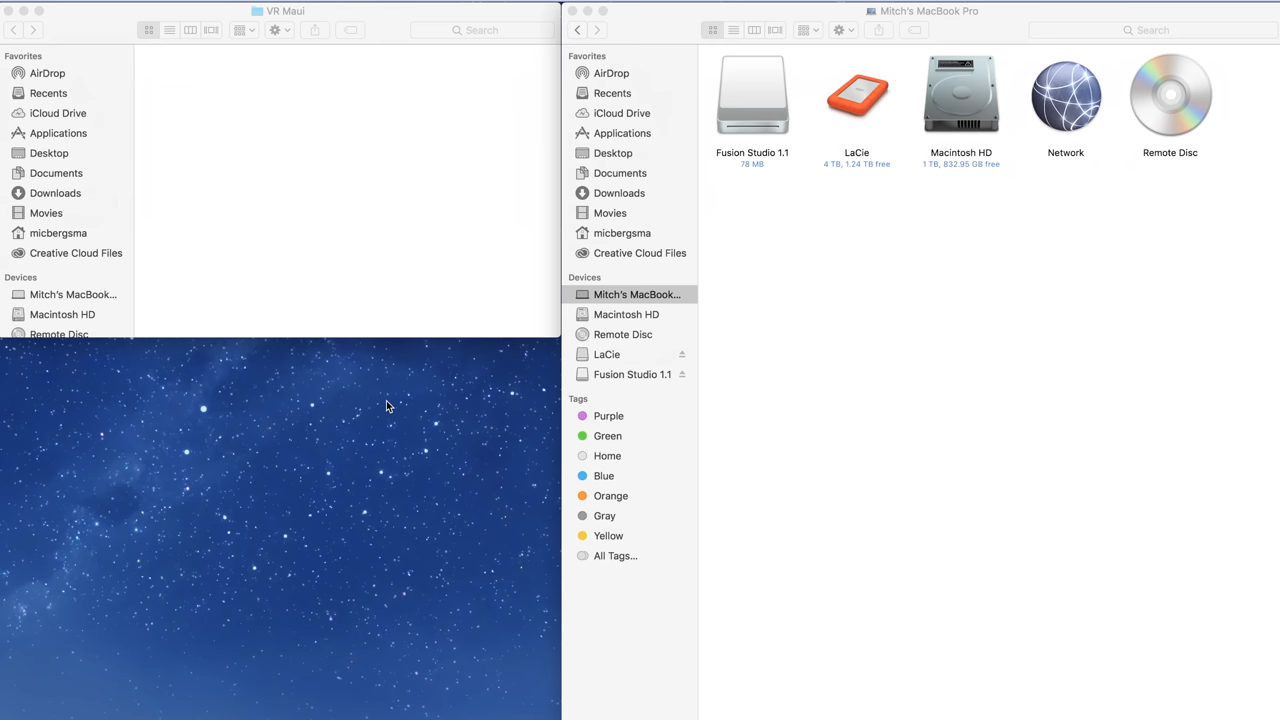 VR Maui
Search
Favorites
AirDrop
Recents
iCloud Drive
Applications
Desktop
Documents
Downloads
Movies
micbergsma
Creative Cloud Files
Devices
Mitch's MacBook...
Macintosh HD
Remote Disc
Mitch's MacBook Pro
Search
Favorites
AirDrop
Recents
iCloud Drive
Applications
Desktop
Documents
Downloads
Movies
micbergsma
Creative Cloud Files
Devices
Mitch's MacBook...
Macintosh HD
Remote Disc
LaCie
Fusion Studio 1.1
Tags
Purple
Green
Home
Blue
Orange
Gray
Yellow
All Tags...
Fusion Studio 1.1
78 MB
LaCie
4 TB, 1.24 TB free
Macintosh HD
1 TB, 832.95 GB free
Network
Remote Disc